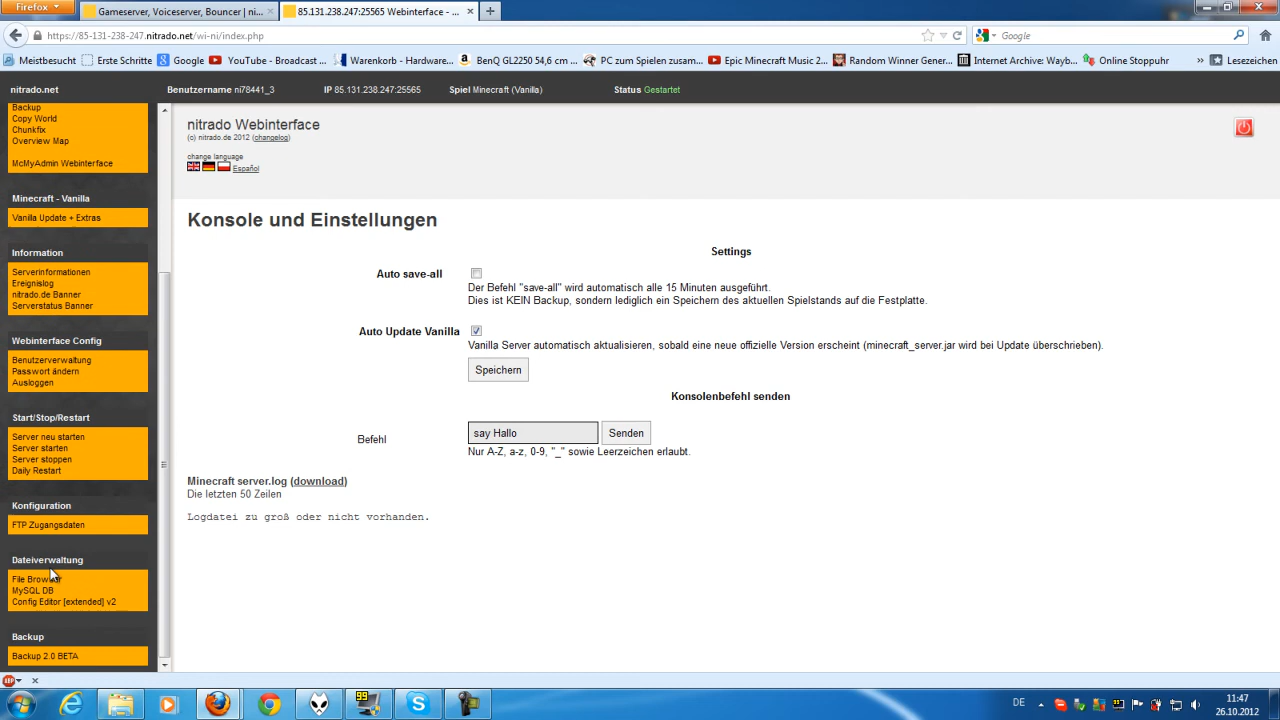 Firefox
Gameserver, Voiceserver, Bouncer | ni...
85.131.238.247:25565 Webinterface - ...
https://85-131-238-247.nitrado.net/wi-ni/index.php
Google
Meistbesucht
Erste Schritte
Google
YouTube - Broadcast ...
Warenkorb - Hardware...
BenQ GL2250 54,6 cm ...
PC zum Spielen zusam...
Epic Minecraft Music 2...
Random Winner Gener...
Internet Archive: Wayb...
Online Stoppuhr
»
Lesezeichen
nitrado.net
Benutzername ni78441_3
IP 85.131.238.247:25565
Spiel Minecraft (Vanilla)
Status Gestartet
Backup
Copy World
Chunkfix
Overview Map
McMyAdmin Webinterface
Minecraft - Vanilla
Vanilla Update + Extras
Information
Serverinformationen
Ereignislog
nitrado.de Banner
Serverstatus Banner
Webinterface Config
Benutzerverwaltung
Passwort ändern
Ausloggen
Start/Stop/Restart
Server neu starten
Server starten
Server stoppen
Daily Restart
Konfiguration
FTP Zugangsdaten
Dateiverwaltung
File Browser
MySQL DB
Config Editor [extended] v2
Backup
Backup 2.0 BETA
nitrado Webinterface
(c) nitrado.de 2012 (changelog)
change language
Español
Konsole und Einstellungen
Settings
Auto save-all
Der Befehl "save-all" wird automatisch alle 15 Minuten ausgeführt.
Dies ist KEIN Backup, sondern lediglich ein Speichern des aktuellen Spielstands auf die Festplatte.
Auto Update Vanilla
Vanilla Server automatisch aktualisieren, sobald eine neue offizielle Version erscheint (minecraft_server.jar wird bei Update überschrieben).
Speichern
Konsolenbefehl senden
Befehl
say Hallo
Senden
Nur A-Z, a-z, 0-9, "_" sowie Leerzeichen erlaubt.
Minecraft server.log (download)
Die letzten 50 Zeilen
Logdatei zu groß oder nicht vorhanden.
99
DE
11:47
26.10.2012